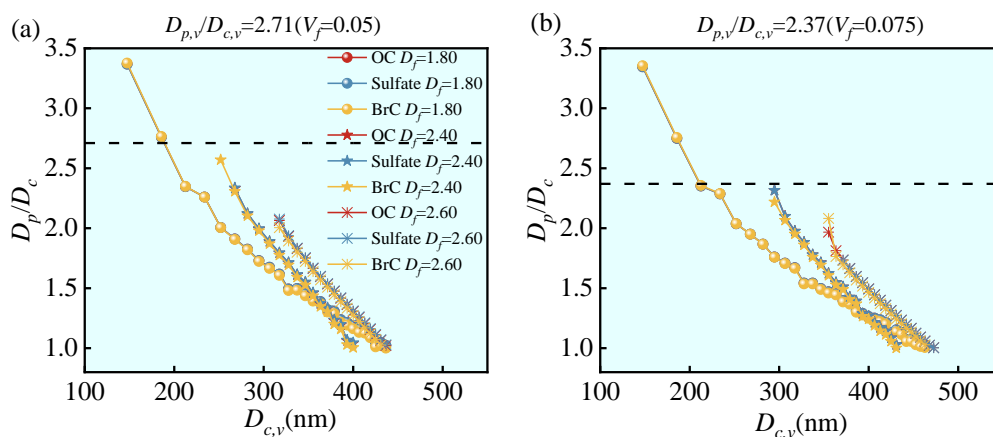 (a)
D_{p,v}/D_{c,v}=2.71(V_f=0.05)
3.5
3.0
2.5
2.0
1.5
1.0
D_p/D_c
OC D_f=1.80
Sulfate D_f=1.80
BrC D_f=1.80
OC D_f=2.40
Sulfate D_f=2.40
BrC D_f=2.40
OC D_f=2.60
Sulfate D_f=2.60
BrC D_f=2.60
100 200 300 400 500
D_{c,v}(nm)
(b)
D_{p,v}/D_{c,v}=2.37(V_f=0.075)
3.5
3.0
2.5
2.0
1.5
1.0
D_p/D_c
100 200 300 400 500
D_{c,v}(nm)